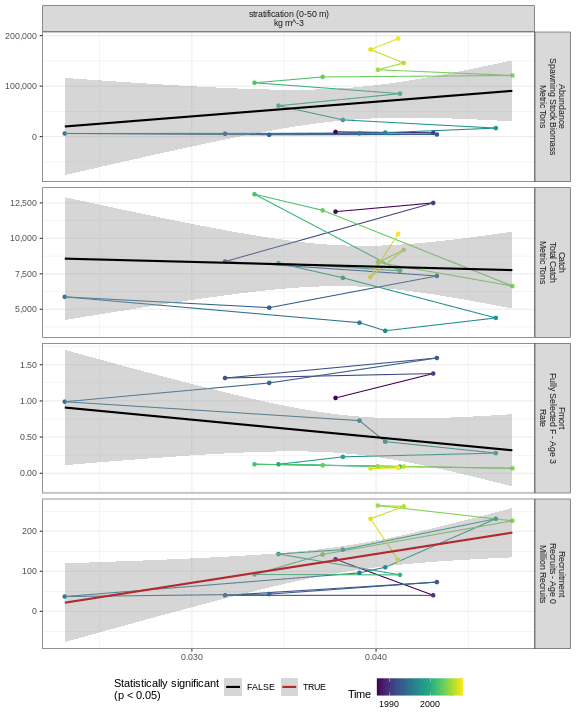 stratification (0-50 m)
kg m^-3
200,000
100,000
0
Abundance
Spawning Stock Biomass
Metric Tons
12,500
10,000
7,500
5,000
Catch
Total Catch
Metric Tons
1.50
1.00
0.50
0.00
Fmort
Fully Selected F - Age 3
Rate
200
100
0
Recruitment
Recruits - Age 0
Million Recruits
0.030
0.040
Statistically significant
(p < 0.05)
FALSE
TRUE
Time
1990
2000